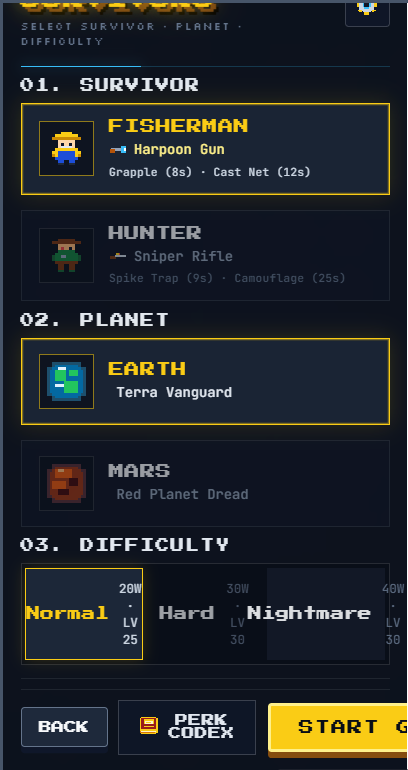 SELECT SURVIVOR · PLANET ·
DIFFICULTY
01. SURVIVOR
FISHERMAN
Harpoon Gun
Grapple (8s) · Cast Net (12s)
HUNTER
Sniper Rifle
Spike Trap (9s) · Camouflage (25s)
02. PLANET
EARTH
Terra Vanguard
MARS
Red Planet Dread
03. DIFFICULTY
Normal
20W
·
LV
25
Hard
30W
·
LV
30
Nightmare
40W
·
LV
30
BACK
PERK
CODEX
START G